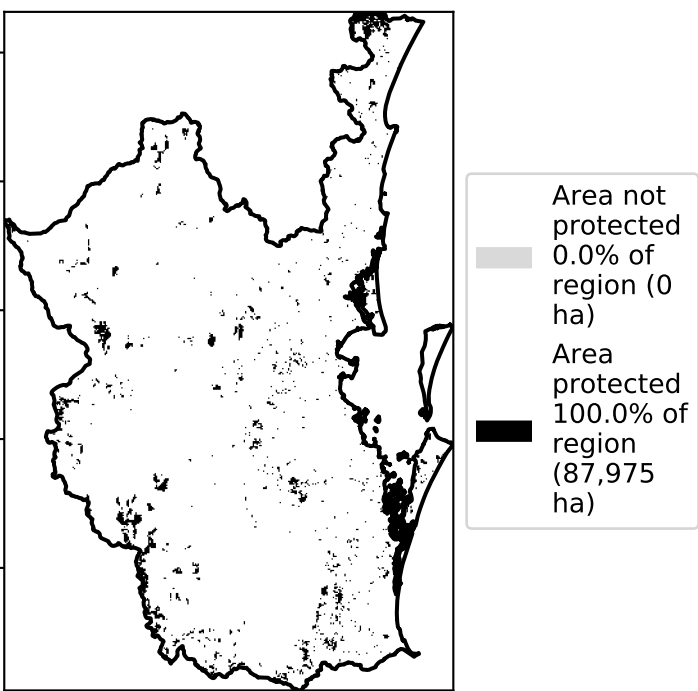 Area not
protected
0.0% of
region (0
ha)
Area
protected
100.0% of
region
(87,975
ha)